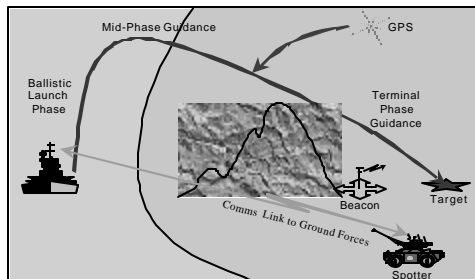 Mid-Phase Guidance
GPS
Ballistic
Launch
Phase
Terminal
Phase
Guidance
Beacon
Target
Comms Link to Ground Forces
Spotter